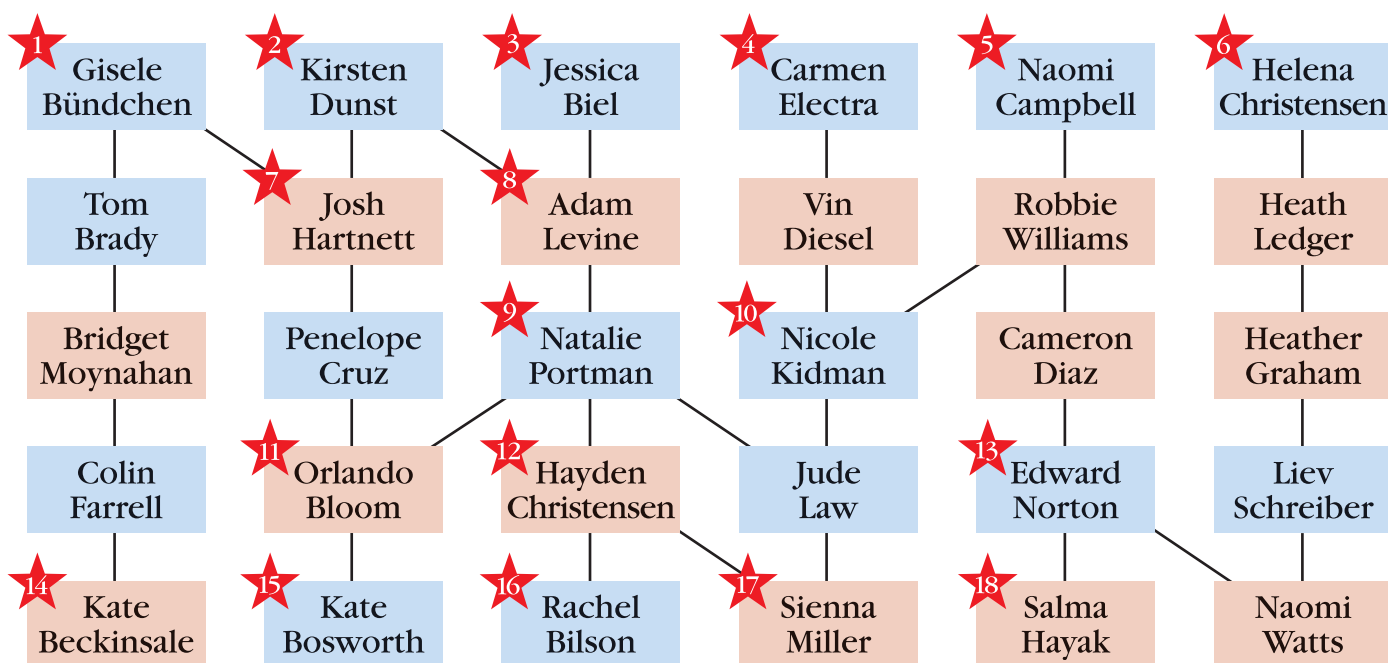 1
Gisele
Bündchen
2
Kirsten
Dunst
3
Jessica
Biel
4
Carmen
Electra
5
Naomi
Campbell
6
Helena
Christensen
Tom
Brady
7
Josh
Hartnett
8
Adam
Levine
Vin
Diesel
Robbie
Williams
Heath
Ledger
Bridget
Moynahan
Penelope
Cruz
9
Natalie
Portman
10
Nicole
Kidman
Cameron
Diaz
Heather
Graham
Colin
Farrell
11
Orlando
Bloom
12
Hayden
Christensen
Jude
Law
13
Edward
Norton
Liev
Schreiber
14
Kate
Beckinsale
15
Kate
Bosworth
16
Rachel
Bilson
17
Sienna
Miller
18
Salma
Hayak
Naomi
Watts